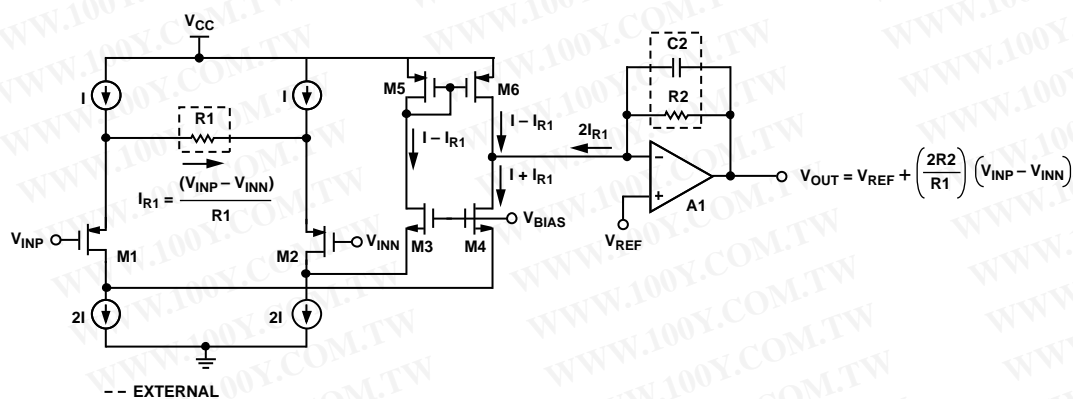 VCC
I
I
R1
IR1 = (VINP – VINN)
R1
VINP
M1
M2
VINN
2I
2I
M5
M6
I – IR1
I – IR1
I + IR1
M3
M4
VBIAS
2IR1
C2
R2
–
+
A1
VREF
VOUT = VREF + (2R2/R1) (VINP – VINN)
– – EXTERNAL
WWW.100Y.COM.TW